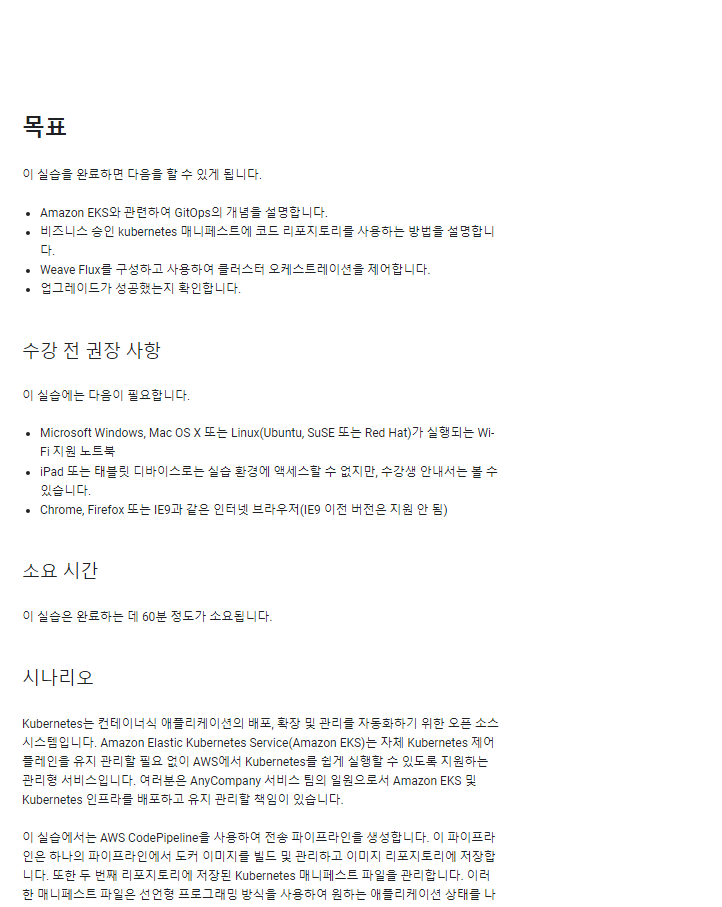 목표
이 실습을 완료하면 다음을 할 수 있게 됩니다.
• Amazon EKS와 관련하여 GitOps의 개념을 설명합니다.
• 비즈니스 승인 kubernetes 매니페스트에 코드 리포지토리를 사용하는 방법을 설명합니
다.
• Weave Flux를 구성하고 사용하여 클러스터 오케스트레이션을 제어합니다.
• 업그레이드가 성공했는지 확인합니다.
수강 전 권장 사항
이 실습에는 다음이 필요합니다.
• Microsoft Windows, Mac OS X 또는 Linux(Ubuntu, SuSE 또는 Red Hat)가 실행되는 Wi-
Fi 지원 노트북
• iPad 또는 태블릿 디바이스로는 실습 환경에 액세스할 수 없지만, 수강생 안내서는 볼 수
있습니다.
• Chrome, Firefox 또는 IE9과 같은 인터넷 브라우저(IE9 이전 버전은 지원 안 됨)
소요 시간
이 실습은 완료하는 데 60분 정도가 소요됩니다.
시나리오
Kubernetes는 컨테이너식 애플리케이션의 배포, 확장 및 관리를 자동화하기 위한 오픈 소스
시스템입니다. Amazon Elastic Kubernetes Service(Amazon EKS)는 자체 Kubernetes 제어
플레인을 유지 관리할 필요 없이 AWS에서 Kubernetes를 쉽게 실행할 수 있도록 지원하는
관리형 서비스입니다. 여러분은 AnyCompany 서비스 팀의 일원으로서 Amazon EKS 및
Kubernetes 인프라를 배포하고 유지 관리할 책임이 있습니다.
이 실습에서는 AWS CodePipeline을 사용하여 전송 파이프라인을 생성합니다. 이 파이프라
인은 하나의 파이프라인에서 도커 이미지를 빌드 및 관리하고 이미지 리포지토리에 저장합
니다. 또한 두 번째 리포지토리에 저장된 Kubernetes 매니페스트 파일을 관리합니다. 이러
한 매니페스트 파일은 선언형 프로그래밍 방식을 사용하여 원하는 애플리케이션 상태를 나